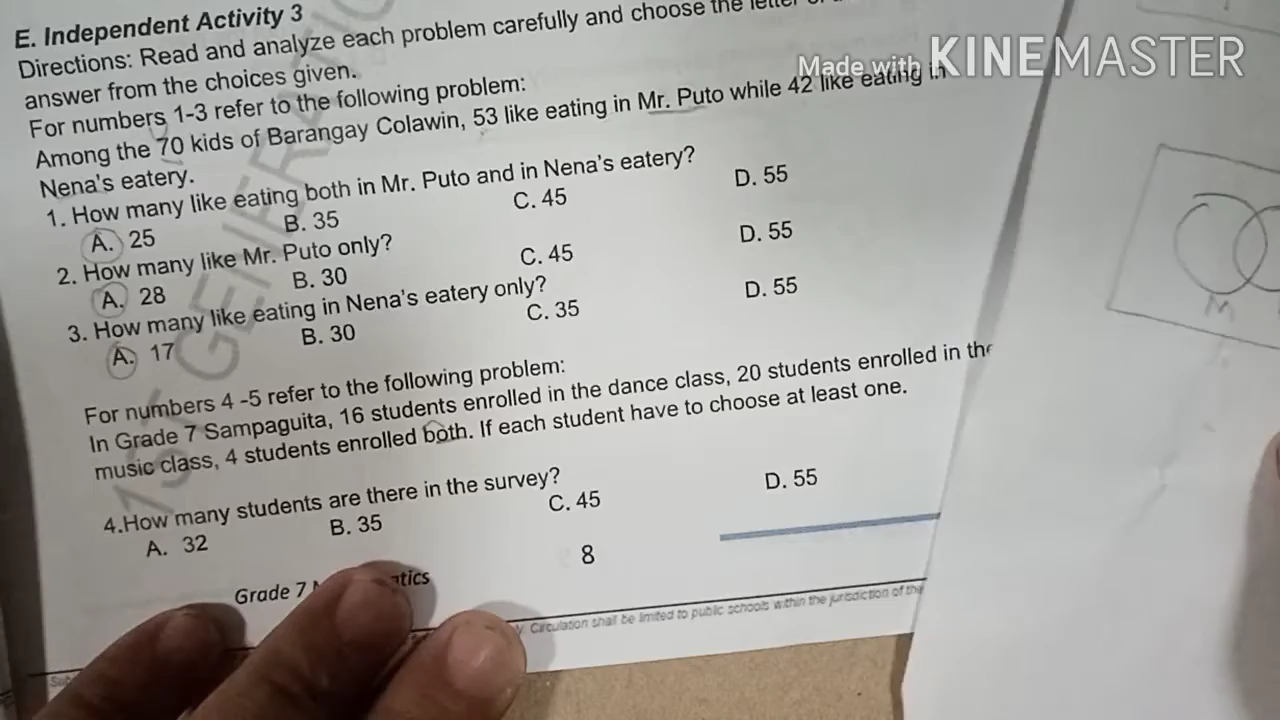 Made with KINEMASTER
E. Independent Activity 3
Directions: Read and analyze each problem carefully and choose the letter
answer from the choices given.
For numbers 1-3 refer to the following problem:
Among the 70 kids of Barangay Colawin, 53 like eating in Mr. Puto while 42 like eating in
Nena's eatery.
1. How many like eating both in Mr. Puto and in Nena's eatery?
A. 25 B. 35 C. 45 D. 55
2. How many like Mr. Puto only?
A. 28 B. 30 C. 45 D. 55
3. How many like eating in Nena's eatery only?
A. 17 B. 30 C. 35 D. 55
For numbers 4 -5 refer to the following problem:
In Grade 7 Sampaguita, 16 students enrolled in the dance class, 20 students enrolled in the
music class, 4 students enrolled both. If each student have to choose at least one.
4.How many students are there in the survey?
A. 32 B. 35 C. 45 D. 55
8
Grade 7
Circulation shall be limited to public schools within the jurisdiction of the
1ST GENERATION
M